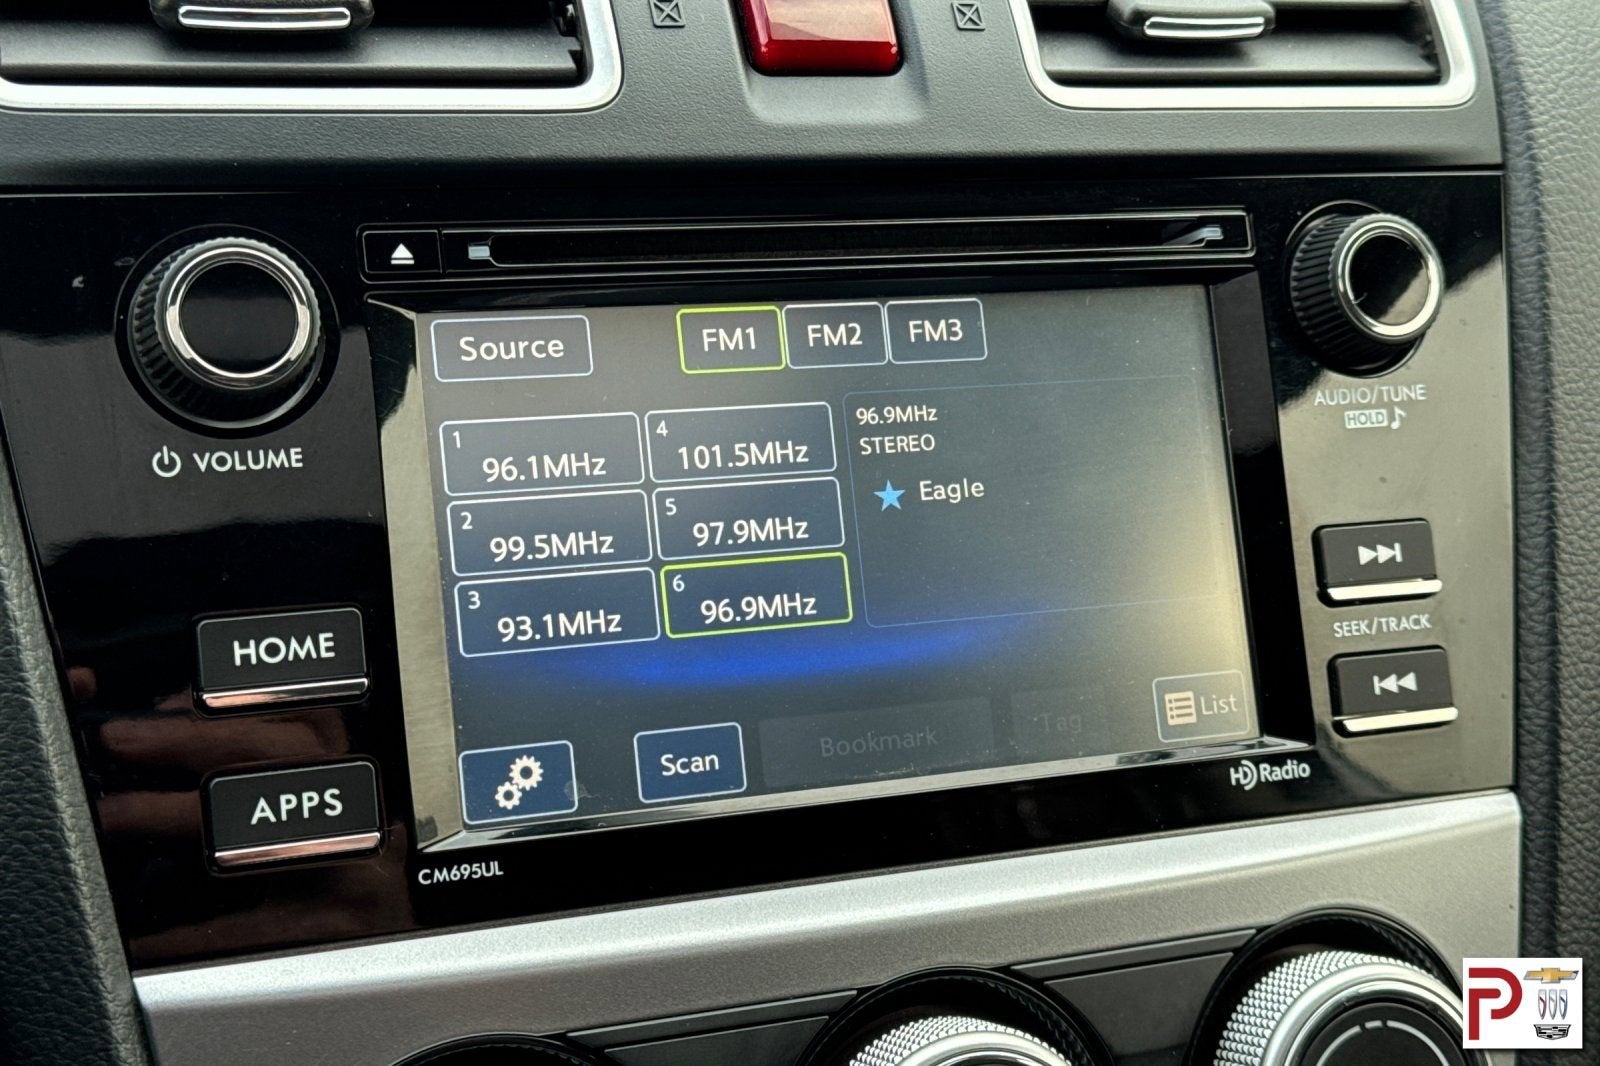 Source
FM1 FM2 FM3
1 96.1MHz
4 101.5MHz
2 99.5MHz
5 97.9MHz
3 93.1MHz
6 96.9MHz
96.9MHz
STEREO
Eagle
Scan
Bookmark
Tag
List
VOLUME
HOME
APPS
CM695UL
HD Radio
AUDIO/TUNE
HOLD
SEEK/TRACK
P